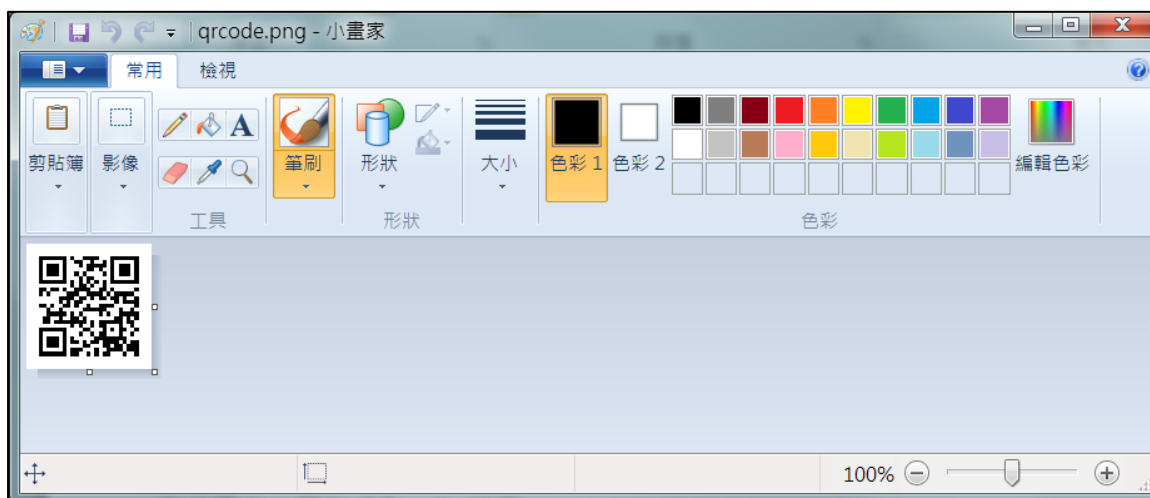 qrcode.png - 小畫家
常用 檢視
剪貼簿 影像 筆刷 形狀 大小 色彩 1 色彩 2 編輯色彩
工具 形狀 色彩
100%